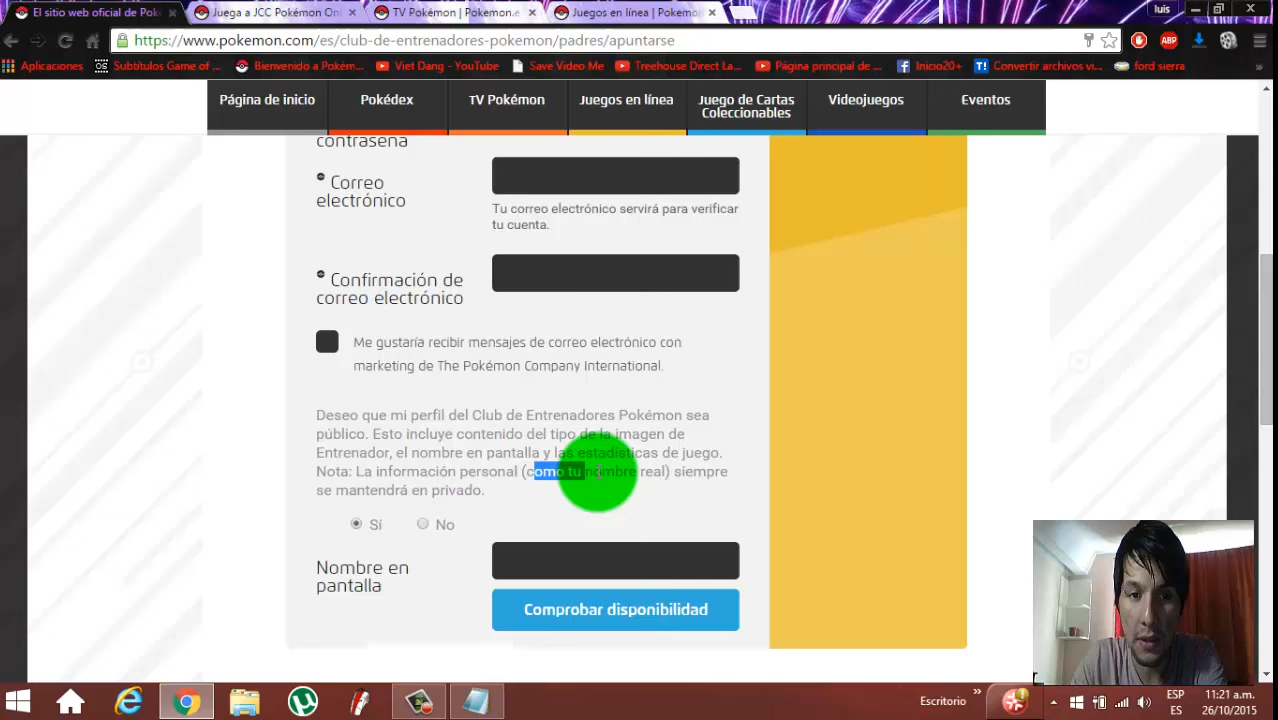 El sitio web oficial de Pok
Juega a JCC Pokémon Onl
TV Pokémon | Pokemon.e
Juegos en línea | Pokemon
luis
https://www.pokemon.com/es/club-de-entrenadores-pokemon/padres/apuntarse
ABP
Aplicaciones
Subtítulos Game of ...
Bienvenido a Pokém...
Viet Dang - YouTube
Save Video Me
Treehouse Direct La...
Página principal de ...
Inicio20+
Convertir archivos vi...
ford sierra
»
Página de inicio
Pokédex
TV Pokémon
Juegos en línea
Juego de Cartas
Coleccionables
Videojuegos
Eventos
contraseña
Correo
electrónico
Tu correo electrónico servirá para verificar
tu cuenta.
Confirmación de
correo electrónico
Me gustaría recibir mensajes de correo electrónico con
marketing de The Pokémon Company International.
Deseo que mi perfil del Club de Entrenadores Pokémon sea
público. Esto incluye contenido del tipo de la imagen de
Entrenador, el nombre en pantalla y las estadísticas de juego.
Nota: La información personal (como tu nombre real) siempre
se mantendrá en privado.
Sí
No
Nombre en
pantalla
Comprobar disponibilidad
Escritorio
»
ESP
ES
11:21 a.m.
26/10/2015